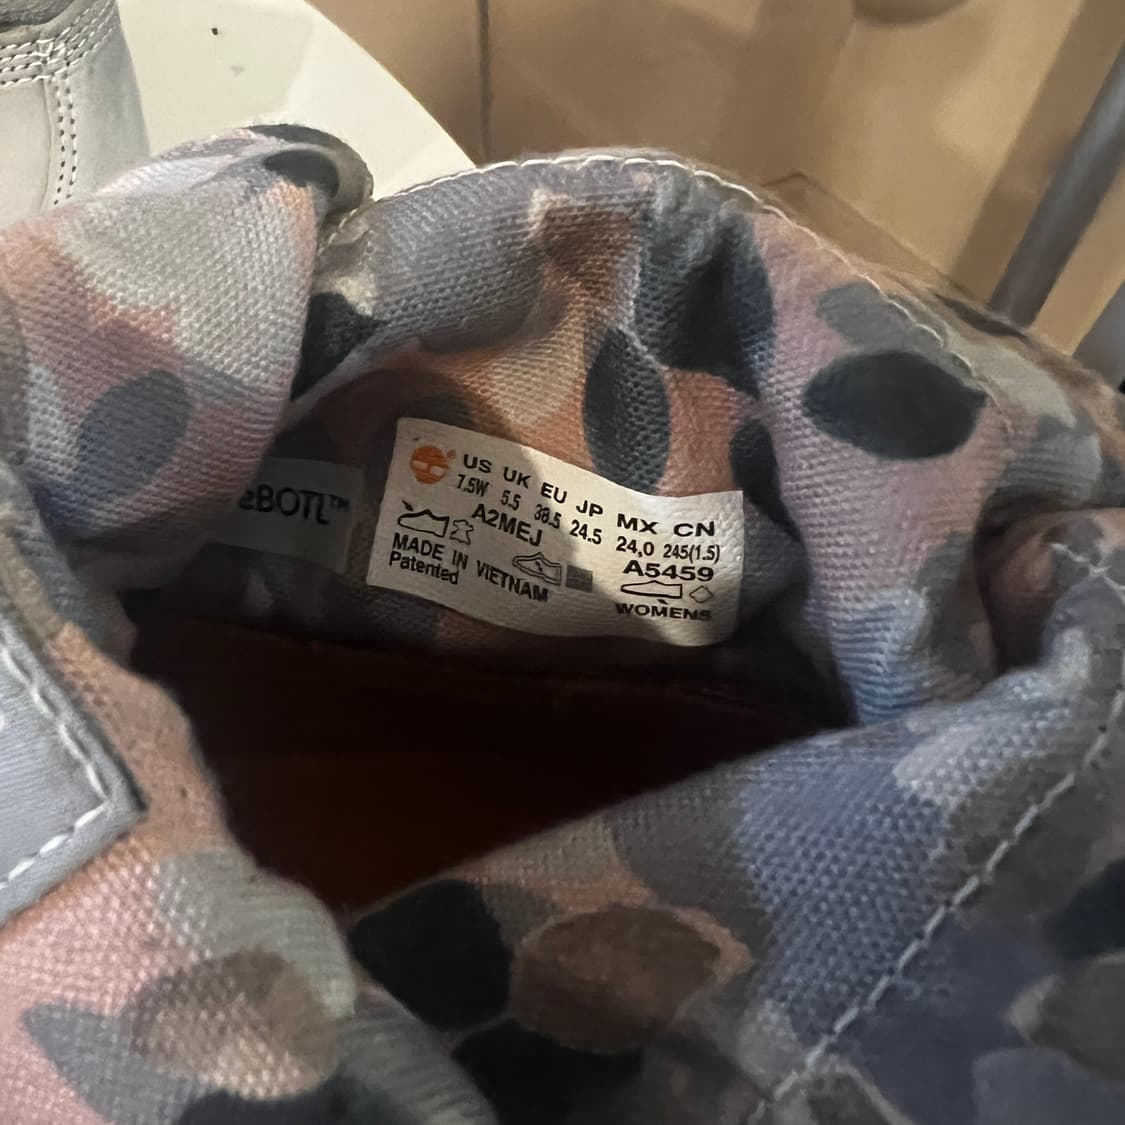 eBOTL™
US UK EU JP MX CN
7.5W 5.5 38.5 24.5 24,0 245(1.5)
A2MEJ A5459
MADE IN VIETNAM
Patented
WOMENS